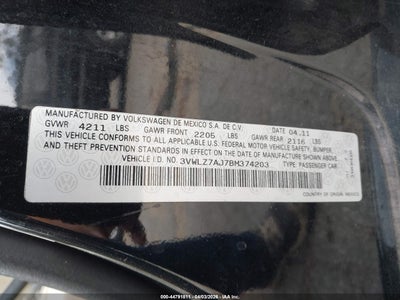 MANUFACTURED BY VOLKSWAGEN DE MEXICO S.A. DE C.V.
GVWR 4211 LBS GAWR FRONT 2205 LBS GAWR REAR 2116 LBS DATE 04.11
THIS VEHICLE CONFORMS TO ALL APPLICABLE U.S. FEDERAL MOTOR VEHICLE SAFETY, BUMPER,
AND THEFT PREVENTION STANDARDS IN EFFECT ON THE DATE OF MANUFACTURE SHOWN ABOVE
VEHICLE I.D. NO. 3VWLZ7AJ7BM374203 TYPE: PASSENGER CAR
COUNTRY OF ORIGIN: MEXICO
000-44791811 - 04/03/2026 - IAA, Inc.